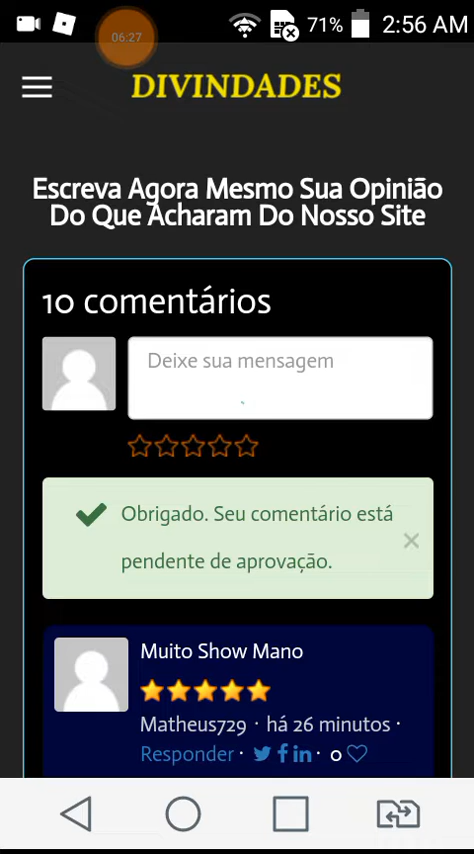 06:27
71%
2:56 AM
DIVINDADES
Escreva Agora Mesmo Sua Opinião
Do Que Acharam Do Nosso Site
10 comentários
Deixe sua mensagem
Obrigado. Seu comentário está
pendente de aprovação.
×
Muito Show Mano
Matheus729 · há 26 minutos ·
Responder · · 0